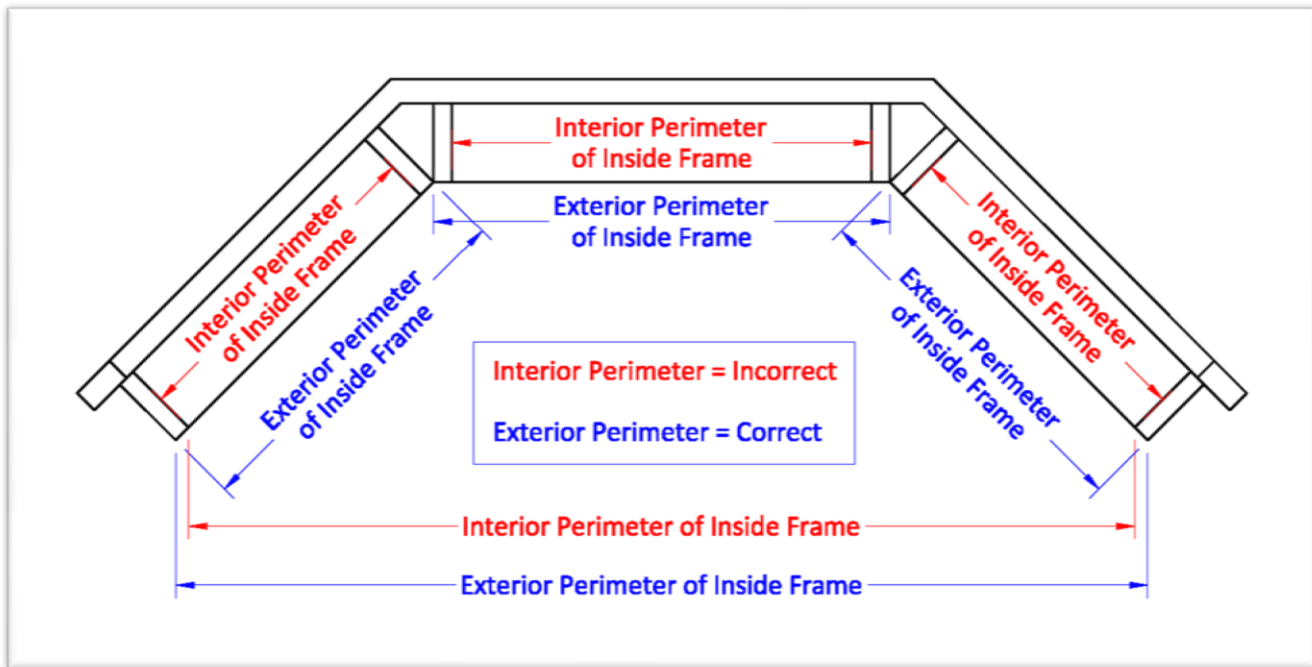 Interior Perimeter
of Inside Frame
Exterior Perimeter
of Inside Frame
Interior Perimeter
of Inside Frame
Exterior Perimeter
of Inside Frame
Interior Perimeter
of Inside Frame
Exterior Perimeter
of Inside Frame
Interior Perimeter = Incorrect
Exterior Perimeter = Correct
Interior Perimeter of Inside Frame
Exterior Perimeter of Inside Frame